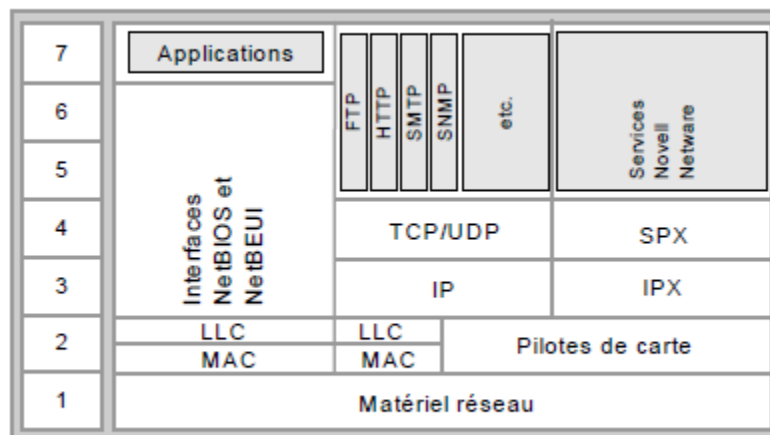 7
Applications
FTP
HTTP
SMTP
SNMP
etc.
Services
Novell
Netware
6
5
Interfaces
NetBIOS et
NetBEUI
4
TCP/UDP
SPX
3
IP
IPX
2
LLC
LLC
MAC
MAC
Pilotes de carte
1
Matériel réseau